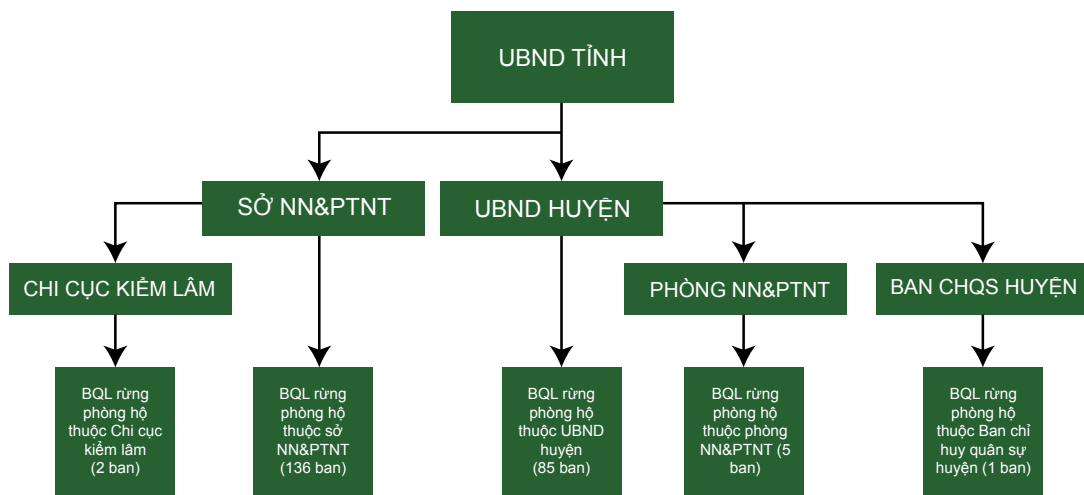 UBND TỈNH
SỞ NN&PTNT
UBND HUYỆN
CHI CỤC KIỂM LÂM
PHÒNG NN&PTNT
BAN CHQS HUYỆN
BQL rừng
phòng hộ
thuộc Chi cục
kiểm lâm
(2 ban)
BQL rừng
phòng hộ
thuộc sở
NN&PTNT
(136 ban)
BQL rừng
phòng hộ
thuộc UBND
huyện
(85 ban)
BQL rừng
phòng hộ
thuộc phòng
NN&PTNT (5
ban)
BQL rừng
phòng hộ
thuộc Ban chỉ
huy quân sự
huyện (1 ban)